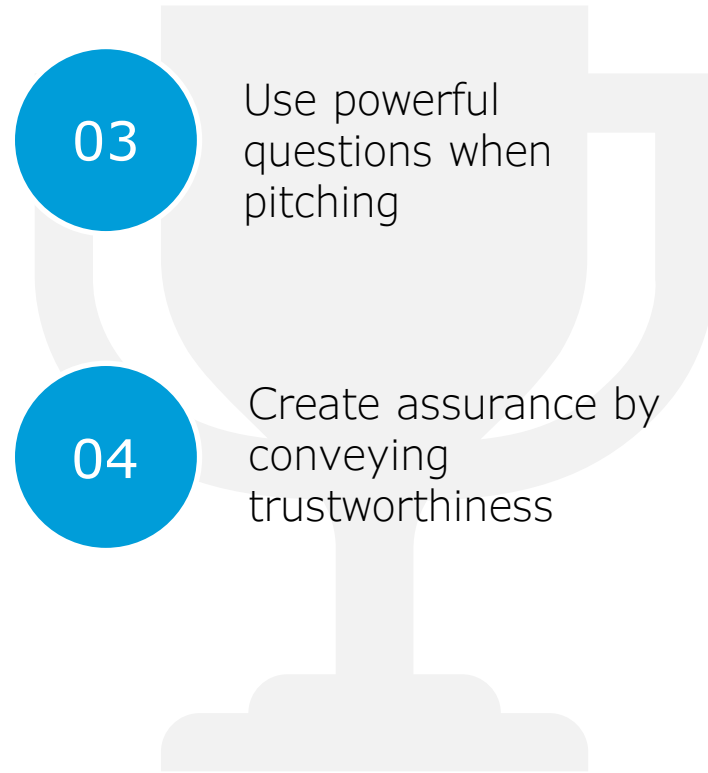 03
Use powerful
questions when
pitching
04
Create assurance by
conveying
trustworthiness